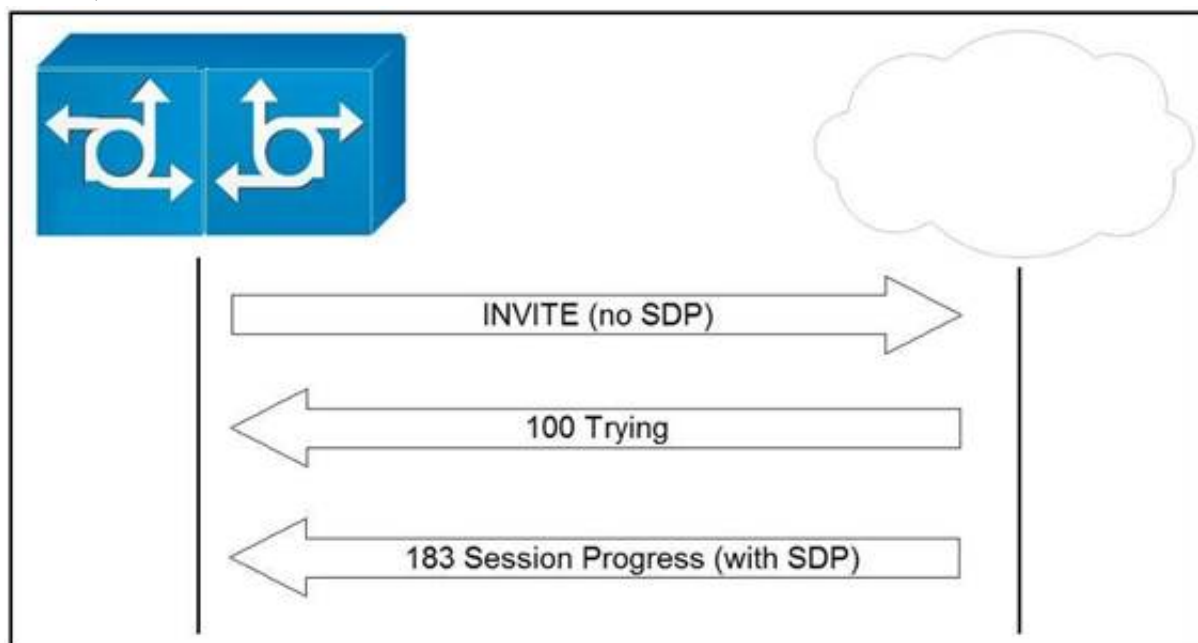 INVITE (no SDP)
100 Trying
183 Session Progress (with SDP)